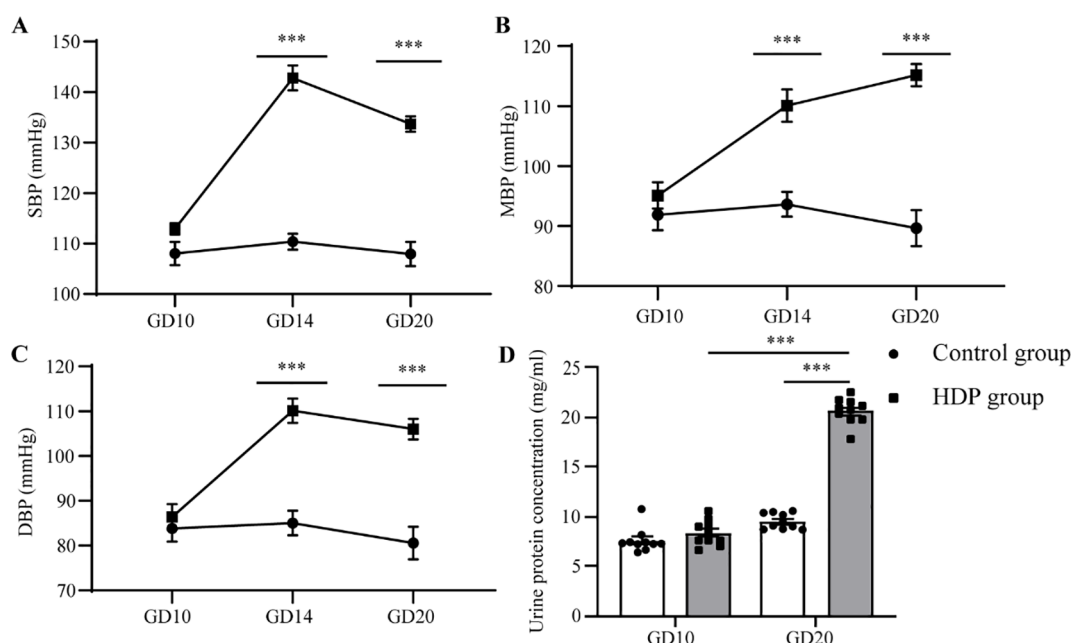 A
SBP (mmHg)
150
140
130
120
110
100
***
***
GD10 GD14 GD20
B
MBP (mmHg)
120
110
100
90
80
***
***
GD10 GD14 GD20
C
DBP (mmHg)
120
110
100
90
80
70
***
***
GD10 GD14 GD20
D
Urine protein concentration (mg/ml)
25
20
15
10
5
0
***
***
GD10 GD20
Control group
HDP group